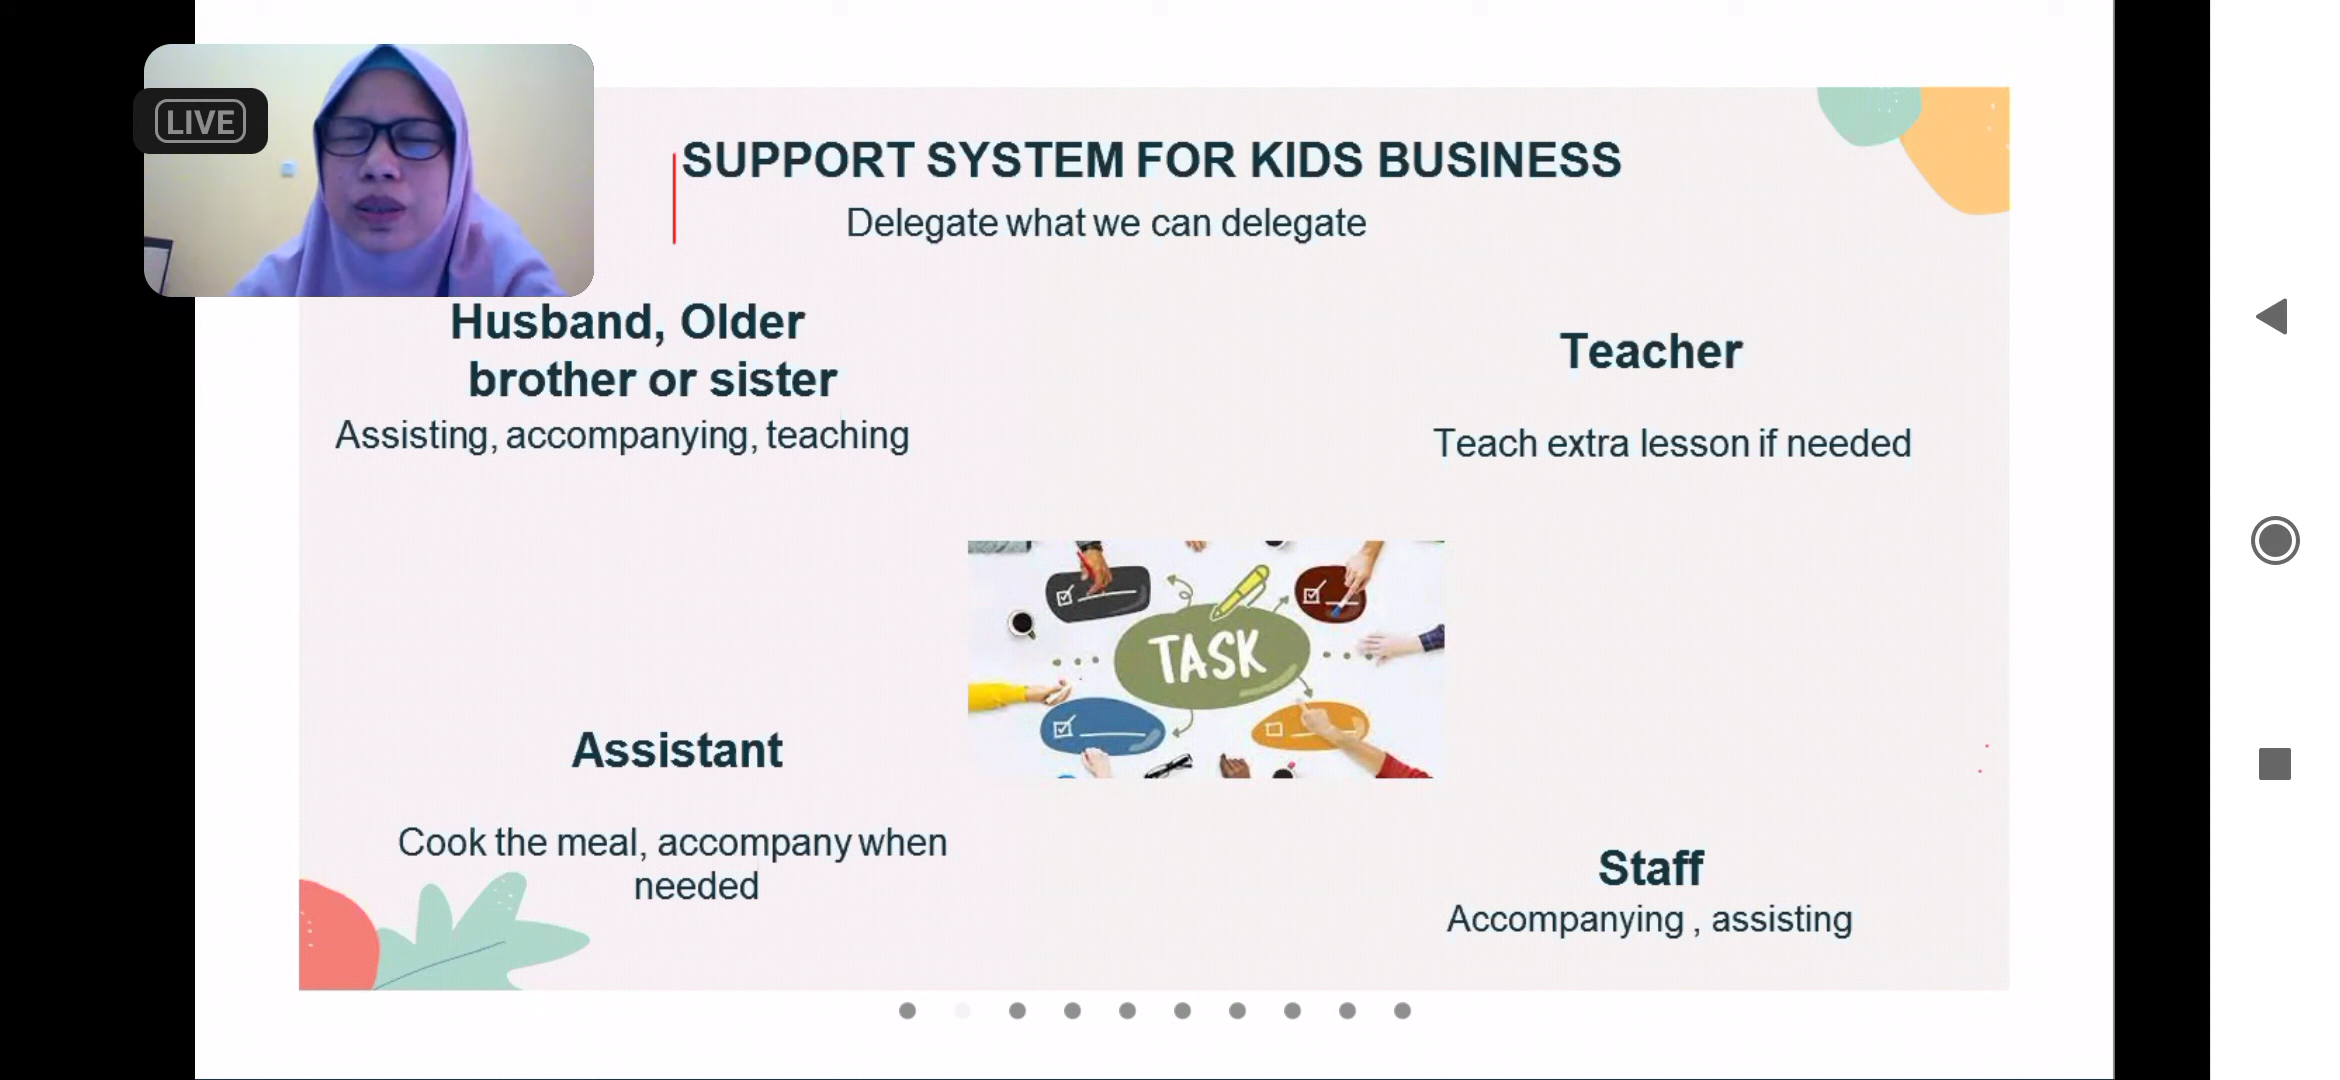 LIVE
SUPPORT SYSTEM FOR KIDS BUSINESS
Delegate what we can delegate
Husband, Older
brother or sister
Assisting, accompanying, teaching
Teacher
Teach extra lesson if needed
TASK
Assistant
Cook the meal, accompany when
needed
Staff
Accompanying , assisting